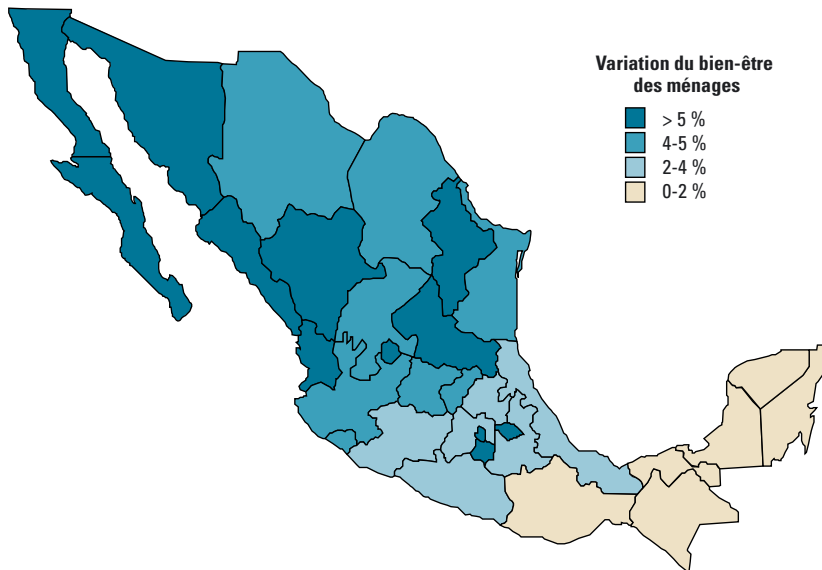 Variation du bien-être
des ménages
> 5 %
4-5 %
2-4 %
0-2 %